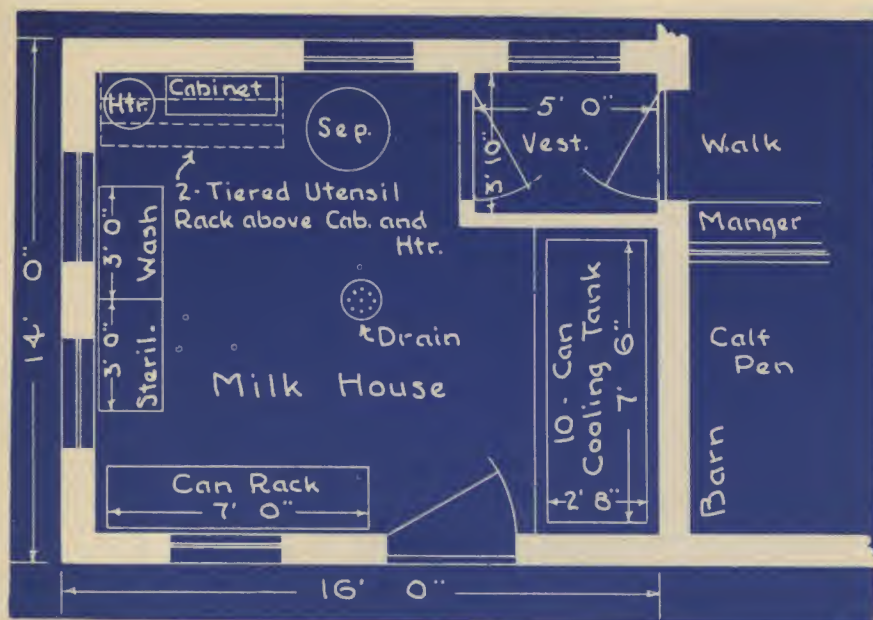 Htr.
Cabinet
Sep.
5' 0"
Vest.
3' 10"
Walk
2-Tiered Utensil
Rack above Cab. and
Htr.
Manger
3' 0"
Wash
3' 0"
Steril.
14' 0"
Drain
Milk House
10-Can
Cooling Tank
7' 6"
2' 8"
Calf
Pen
Barn
Can Rack
7' 0"
16' 0"